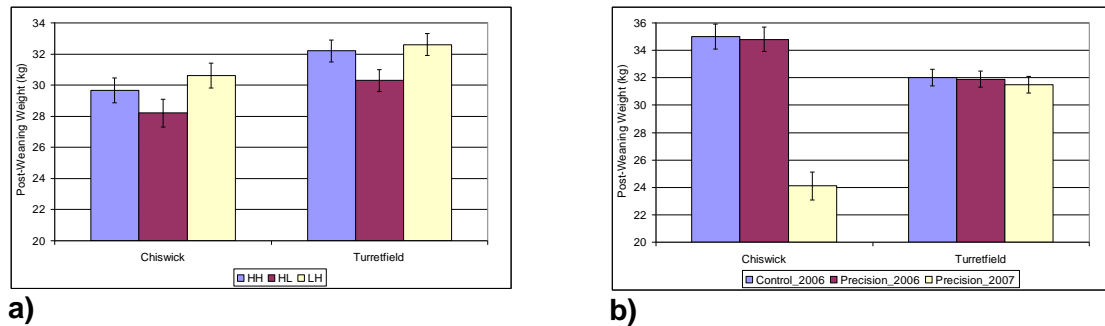 34
32
30
28
26
24
22
20
Post-Weaning Weight (kg)
Chiswick Turretfield
HH HL LH
a)
36
34
32
30
28
26
24
22
20
Post-Weaning Weight (kg)
Chiswick Turretfield
Control_2006 Precision_2006 Precision_2007
b)